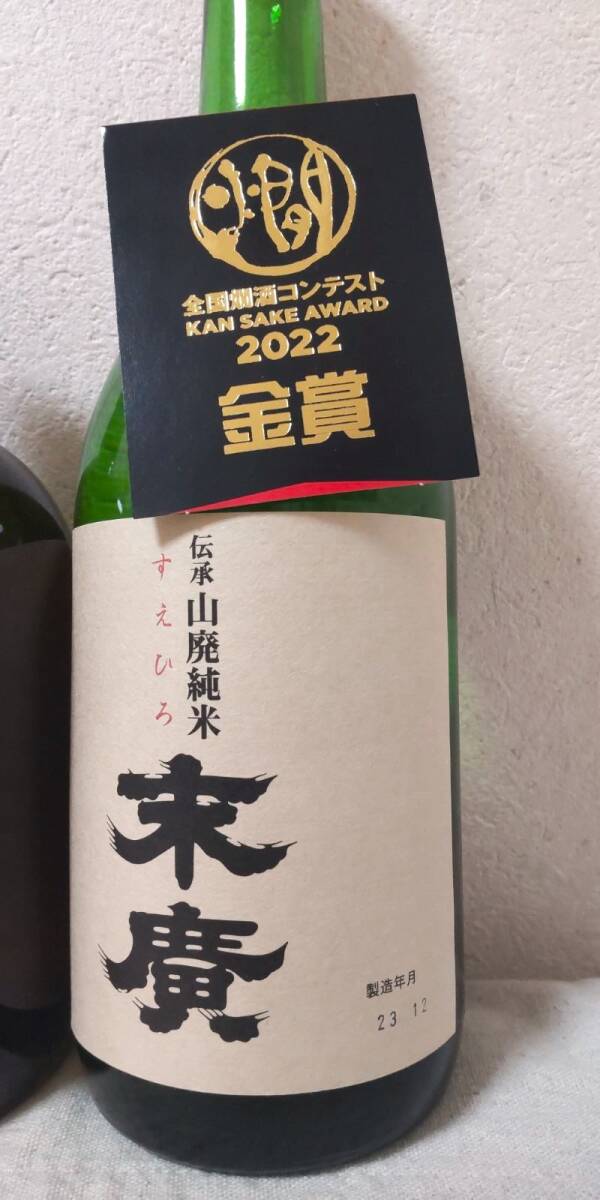 燗
全国燗酒コンテスト
KAN SAKE AWARD
2022
金賞
伝承 山廃純米
すえひろ
末廣
製造年月
23 12